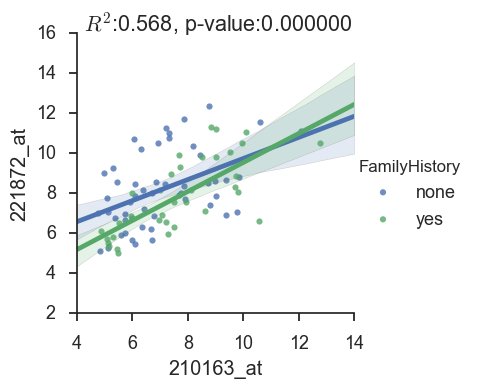 R²:0.568, p-value:0.000000
16
14
12
10
8
6
4
2
221872_at
4 6 8 10 12 14
210163_at
FamilyHistory
none
yes